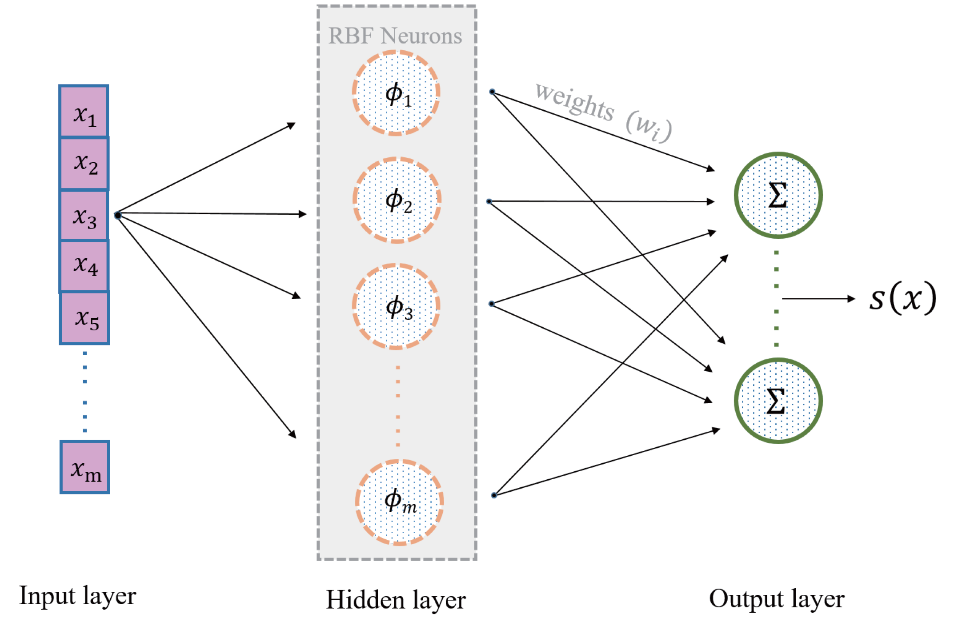 RBF Neurons
x₁
x₂
x₃
x₄
x₅
xₘ
ϕ₁
ϕ₂
ϕ₃
ϕₘ
weights (wᵢ)
Σ
Σ
s(x)
Input layer
Hidden layer
Output layer